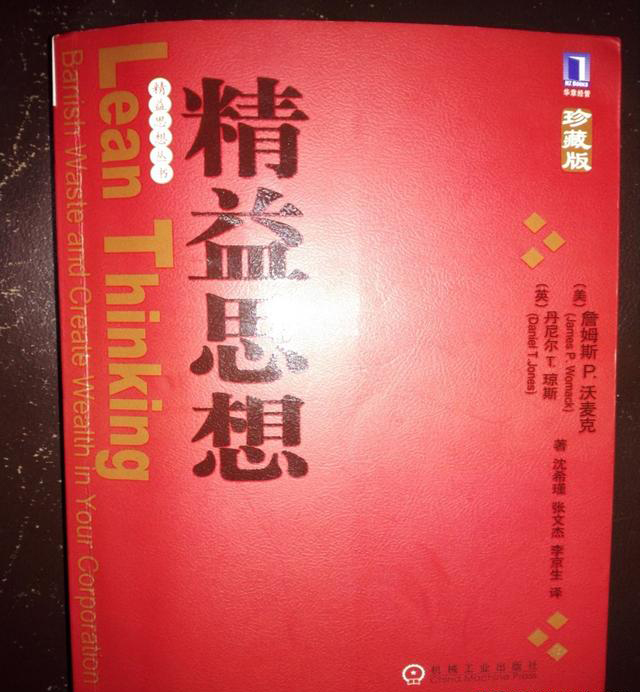 HZ Books
华章经管
珍藏版
精益思想
精益思想丛书
Lean Thinking
Banish Waste and Create Wealth in Your Corporation
(美) 詹姆斯 P. 沃麦克
(James P. Womack)
(英) 丹尼尔 T. 琼斯
(Daniel T. Jones)
著 沈希瑾 张文杰 李京生 译
机械工业出版社
China Machine Press